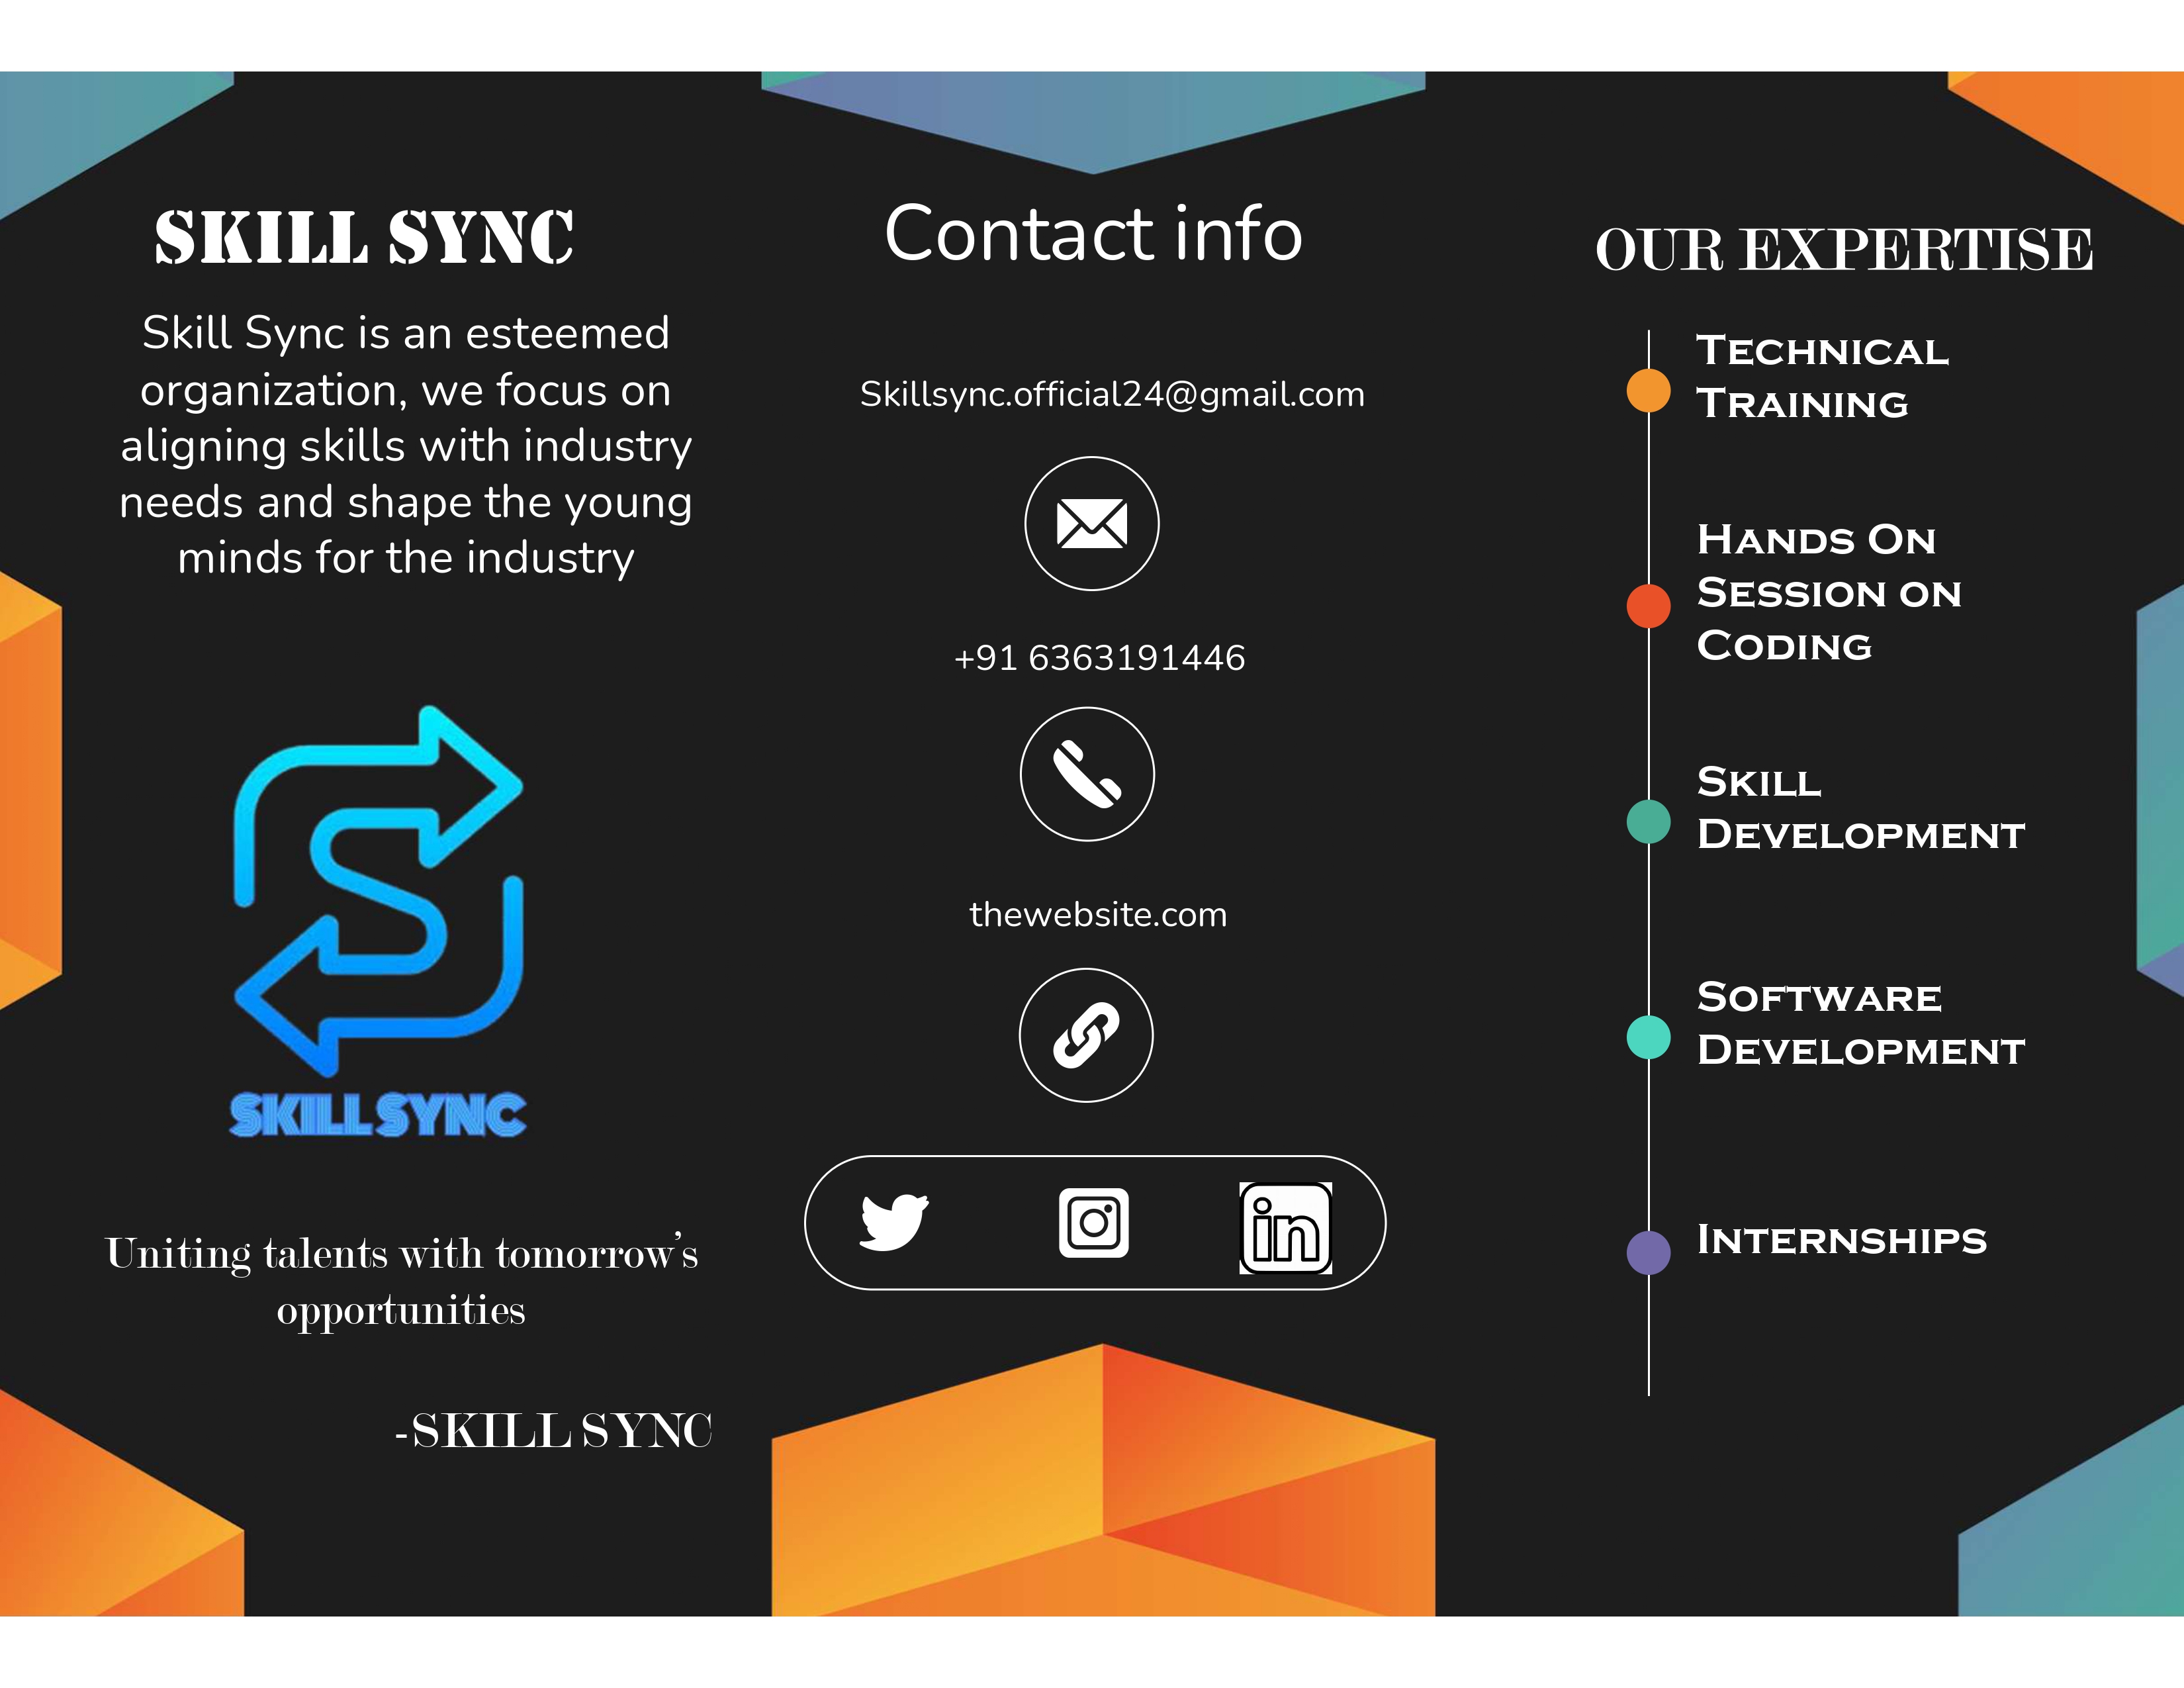 SKILL SYNC
Skill Sync is an esteemed
organization, we focus on
aligning skills with industry
needs and shape the young
minds for the industry
SKILL SYNC
Uniting talents with tomorrow's
opportunities
-SKILL SYNC
Contact info
Skillsync.official24@gmail.com
+91 6363191446
thewebsite.com
in
OUR EXPERTISE
Technical
Training
Hands On
Session on
Coding
Skill
Development
Software
Development
Internships